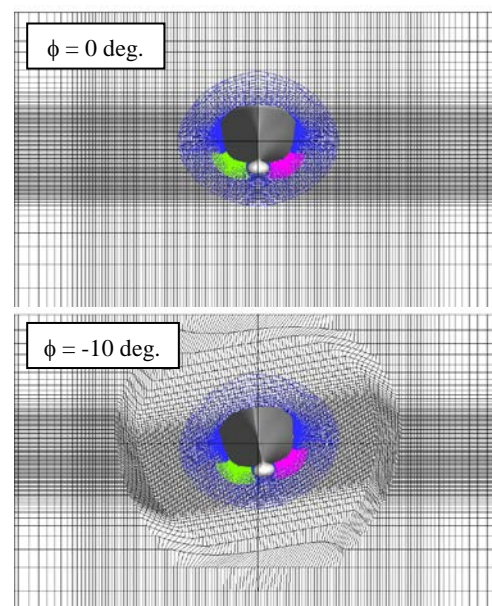 ϕ = 0 deg.
ϕ = -10 deg.